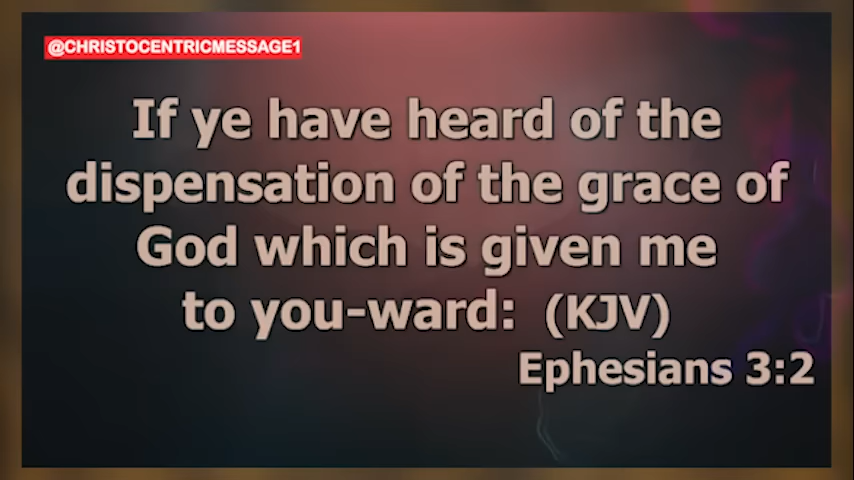 @CHRISTOCENTRICMESSAGE1
If ye have heard of the
dispensation of the grace of
God which is given me
to you-ward: (KJV)
Ephesians 3:2